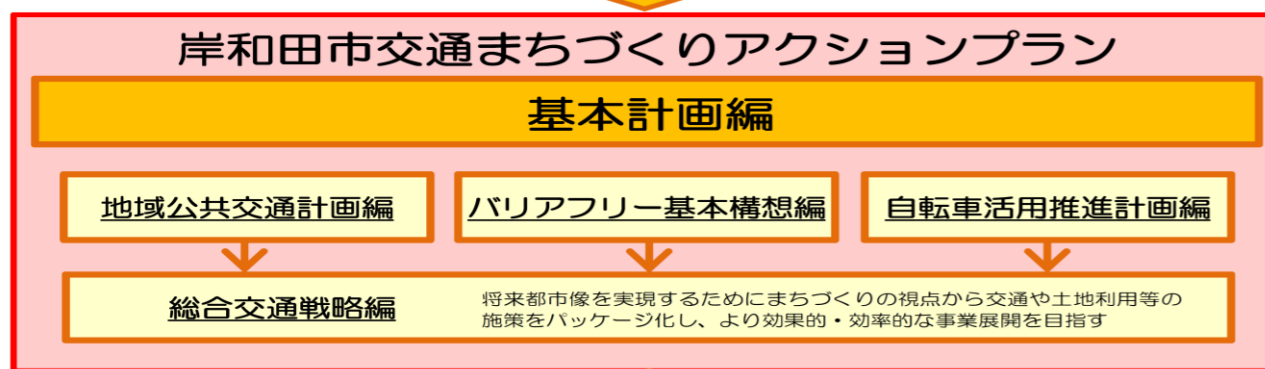 岸和田市交通まちづくりアクションプラン
基本計画編
地域公共交通計画編
バリアフリー基本構想編
自転車活用推進計画編
総合交通戦略編
将来都市像を実現するためにまちづくりの視点から交通や土地利用等の
施策をパッケージ化し、より効果的・効率的な事業展開を目指す